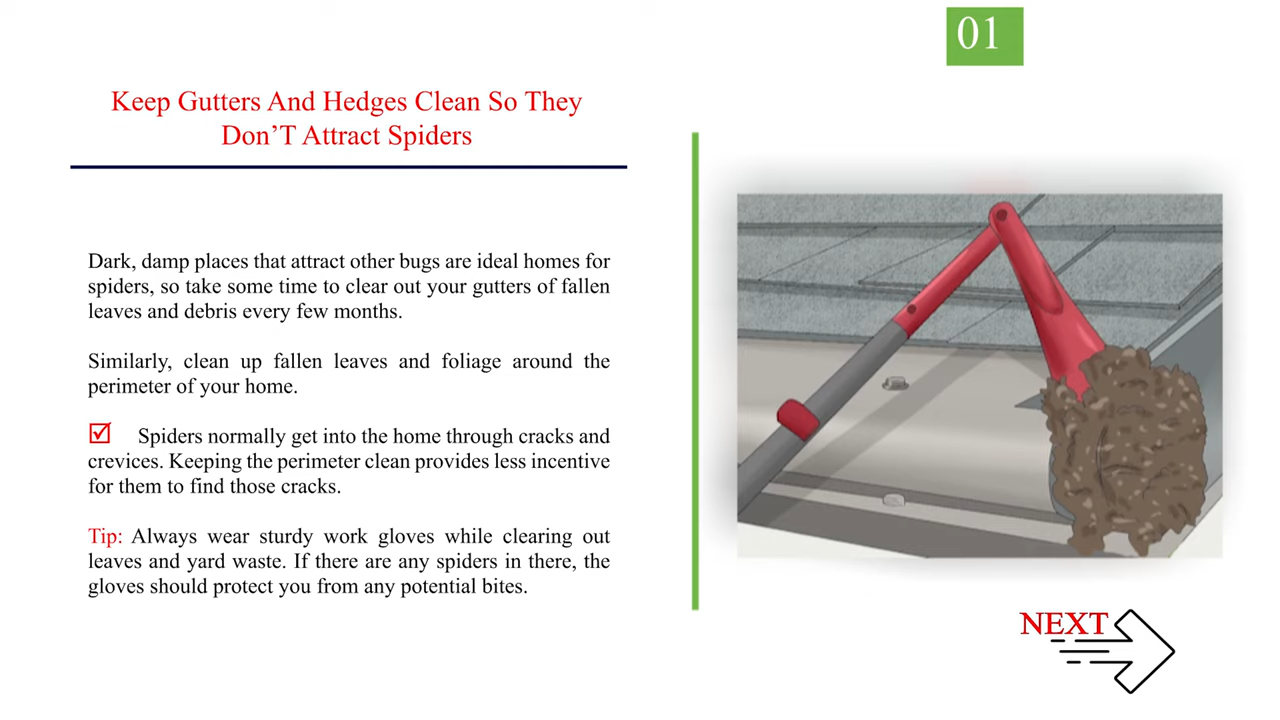 01
Keep Gutters And Hedges Clean So They
Don’T Attract Spiders
Dark, damp places that attract other bugs are ideal homes for
spiders, so take some time to clear out your gutters of fallen
leaves and debris every few months.
Similarly, clean up fallen leaves and foliage around the
perimeter of your home.
Spiders normally get into the home through cracks and
crevices. Keeping the perimeter clean provides less incentive
for them to find those cracks.
Tip: Always wear sturdy work gloves while clearing out
leaves and yard waste. If there are any spiders in there, the
gloves should protect you from any potential bites.
NEXT